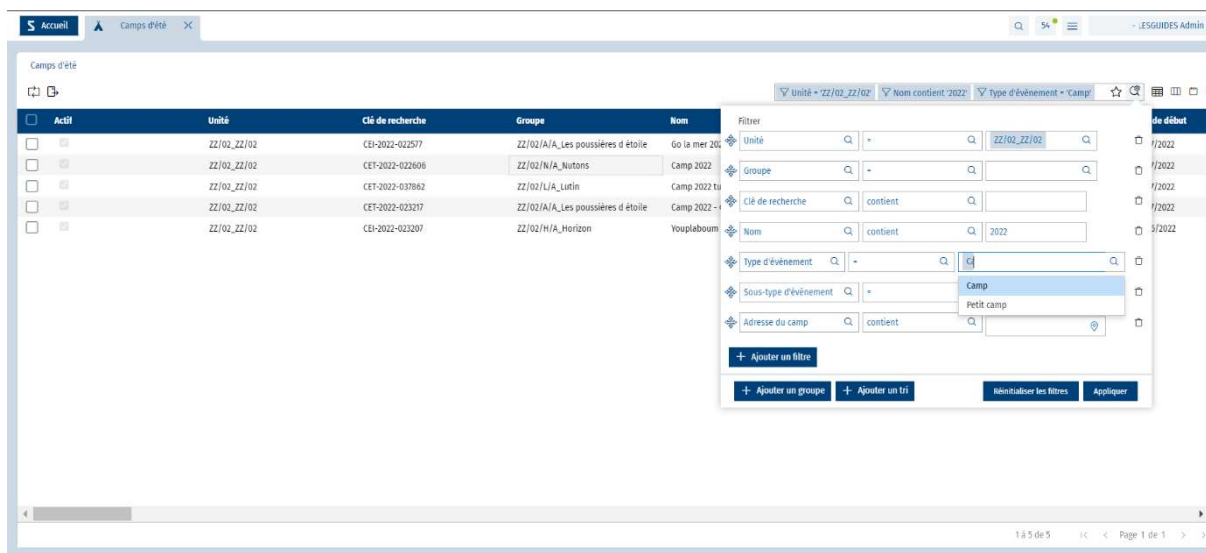 Accueil Camps d'été 54 - LESGUIDES Admin
Camps d'été
Unité = 'ZZ/02_ZZ/02' Nom contient '2022' Type d'évènement = 'Camp'
Actif Unité Clé de recherche Groupe Nom de début
ZZ/02_ZZ/02 CEI-2022-022577 ZZ/02/A/A_Les poussières d étoile Go la mer 202 /2022
ZZ/02_ZZ/02 CET-2022-022606 ZZ/02/N/A_Nutons Camp 2022 /2022
ZZ/02_ZZ/02 CET-2022-037862 ZZ/02/L/A_Lutin Camp 2022 tu /2022
ZZ/02_ZZ/02 CET-2022-023217 ZZ/02/A/A_Les poussières d étoile Camp 2022 - /2022
ZZ/02_ZZ/02 CEI-2022-023207 ZZ/02/H/A_Horizon Youplaboum /2022
Filtrer
Unité = ZZ/02_ZZ/02
Groupe =
Clé de recherche contient
Nom contient 2022
Type d'évènement = Ca
Camp
Petit camp
Sous-type d'évènement =
Adresse du camp contient
+ Ajouter un filtre
+ Ajouter un groupe + Ajouter un tri Réinitialiser les filtres Appliquer
1 à 5 de 5 Page 1 de 1